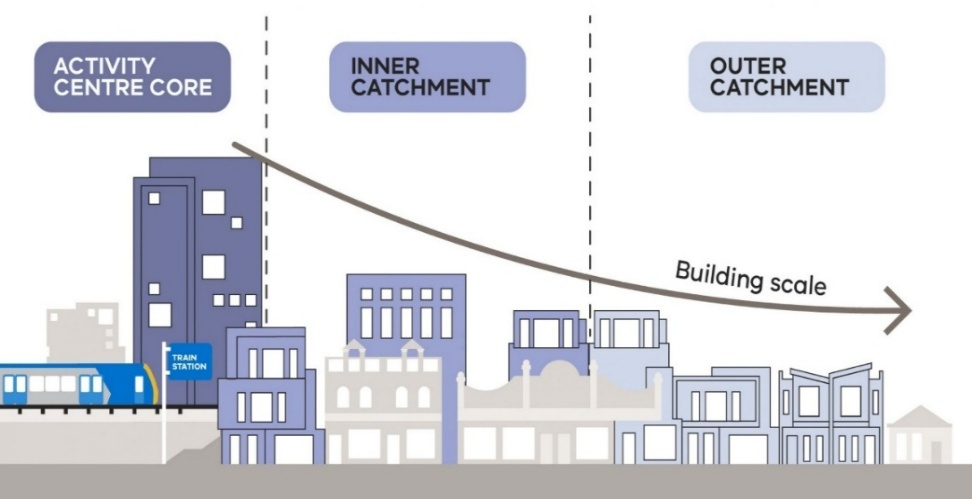 ACTIVITY
CENTRE CORE
INNER
CATCHMENT
OUTER
CATCHMENT
Building scale
TRAIN
STATION